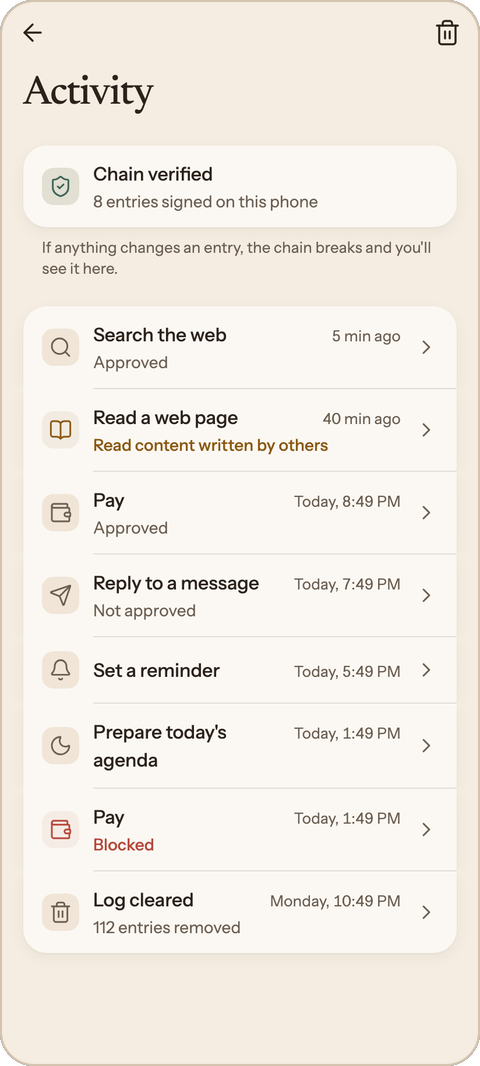 Activity
Chain verified
8 entries signed on this phone
If anything changes an entry, the chain breaks and you'll
see it here.
Search the web 5 min ago
Approved
Read a web page 40 min ago
Read content written by others
Pay Today, 8:49 PM
Approved
Reply to a message Today, 7:49 PM
Not approved
Set a reminder Today, 5:49 PM
Prepare today's Today, 1:49 PM
agenda
Pay Today, 1:49 PM
Blocked
Log cleared Monday, 10:49 PM
112 entries removed